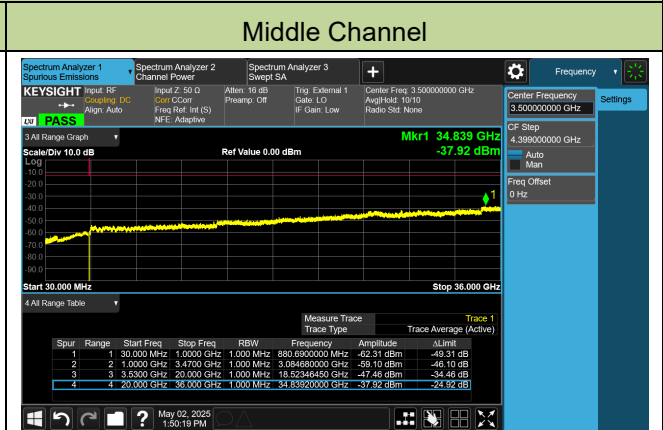 Middle Channel
Spectrum Analyzer 1
Spurious Emissions
Spectrum Analyzer 2
Channel Power
Spectrum Analyzer 3
Swept SA
Frequency
KEYSIGHT
Input: RF
Coupling: DC
Align: Auto
Input Z: 50 Ω
Corr CCorr
Freq Ref: Int (S)
NFE: Adaptive
Atten: 16 dB
Preamp: Off
Trig: External 1
Gate: LO
IF Gain: Low
Center Freq: 3.500000000 GHz
Avg|Hold: 10/10
Radio Std: None
LXI PASS
Center Frequency
3.500000000 GHz
Settings
CF Step
4.399000000 GHz
Auto
Man
Freq Offset
0 Hz
3 All Range Graph
Mkr1 34.839 GHz
-37.92 dBm
Scale/Div 10.0 dB
Ref Value 0.00 dBm
Log
-10.0
-20.0
-30.0
-40.0
-50.0
-60.0
-70.0
-80.0
-90.0
1
Start 30.000 MHz
Stop 36.000 GHz
4 All Range Table
Measure Trace Trace 1
Trace Type Trace Average (Active)
Spur Range Start Freq Stop Freq RBW Frequency Amplitude ΔLimit
1 1 30.000 MHz 1.0000 GHz 1.000 MHz 880.6900000 MHz -62.31 dBm -49.31 dB
2 2 1.0000 GHz 3.4700 GHz 1.000 MHz 3.084680000 GHz -59.10 dBm -46.10 dB
3 3 3.5300 GHz 20.000 GHz 1.000 MHz 18.52346450 GHz -47.46 dBm -34.46 dB
4 4 20.000 GHz 36.000 GHz 1.000 MHz 34.83920000 GHz -37.92 dBm -24.92 dB
May 02, 2025
1:50:19 PM